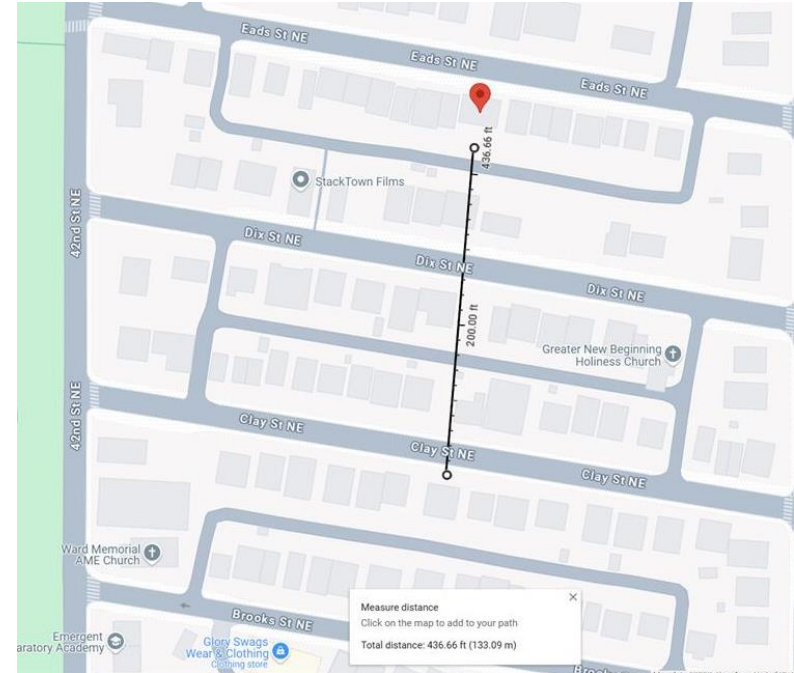 Eads St NE
Eads St NE
Eads St NE
436.66 ft
StackTown Films
42nd St NE
Dix St NE
Dix St NE
Dix St NE
200.00 ft
Greater New Beginning
Holiness Church
42nd St NE
Clay St NE
Clay St NE
Clay St NE
Ward Memorial
AME Church
Brooks St NE
Emergent
aratory Academy
Glory Swags
Wear & Clothing
Clothing store
Measure distance
Click on the map to add to your path
Total distance: 436.66 ft (133.09 m)